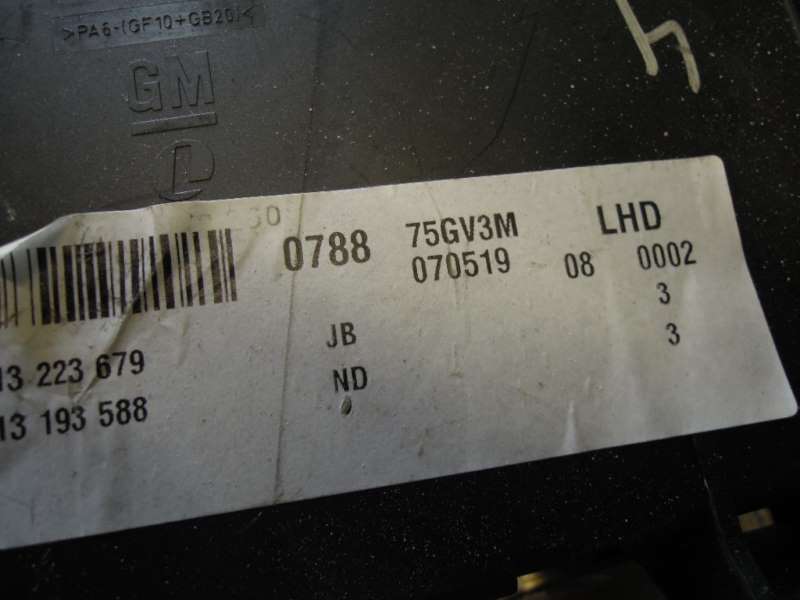 >PA6-(GF10+GB20)<
GM
0788 75GV3M LHD
070519 08 0002
3
JB 3
13 223 679
ND
13 193 588